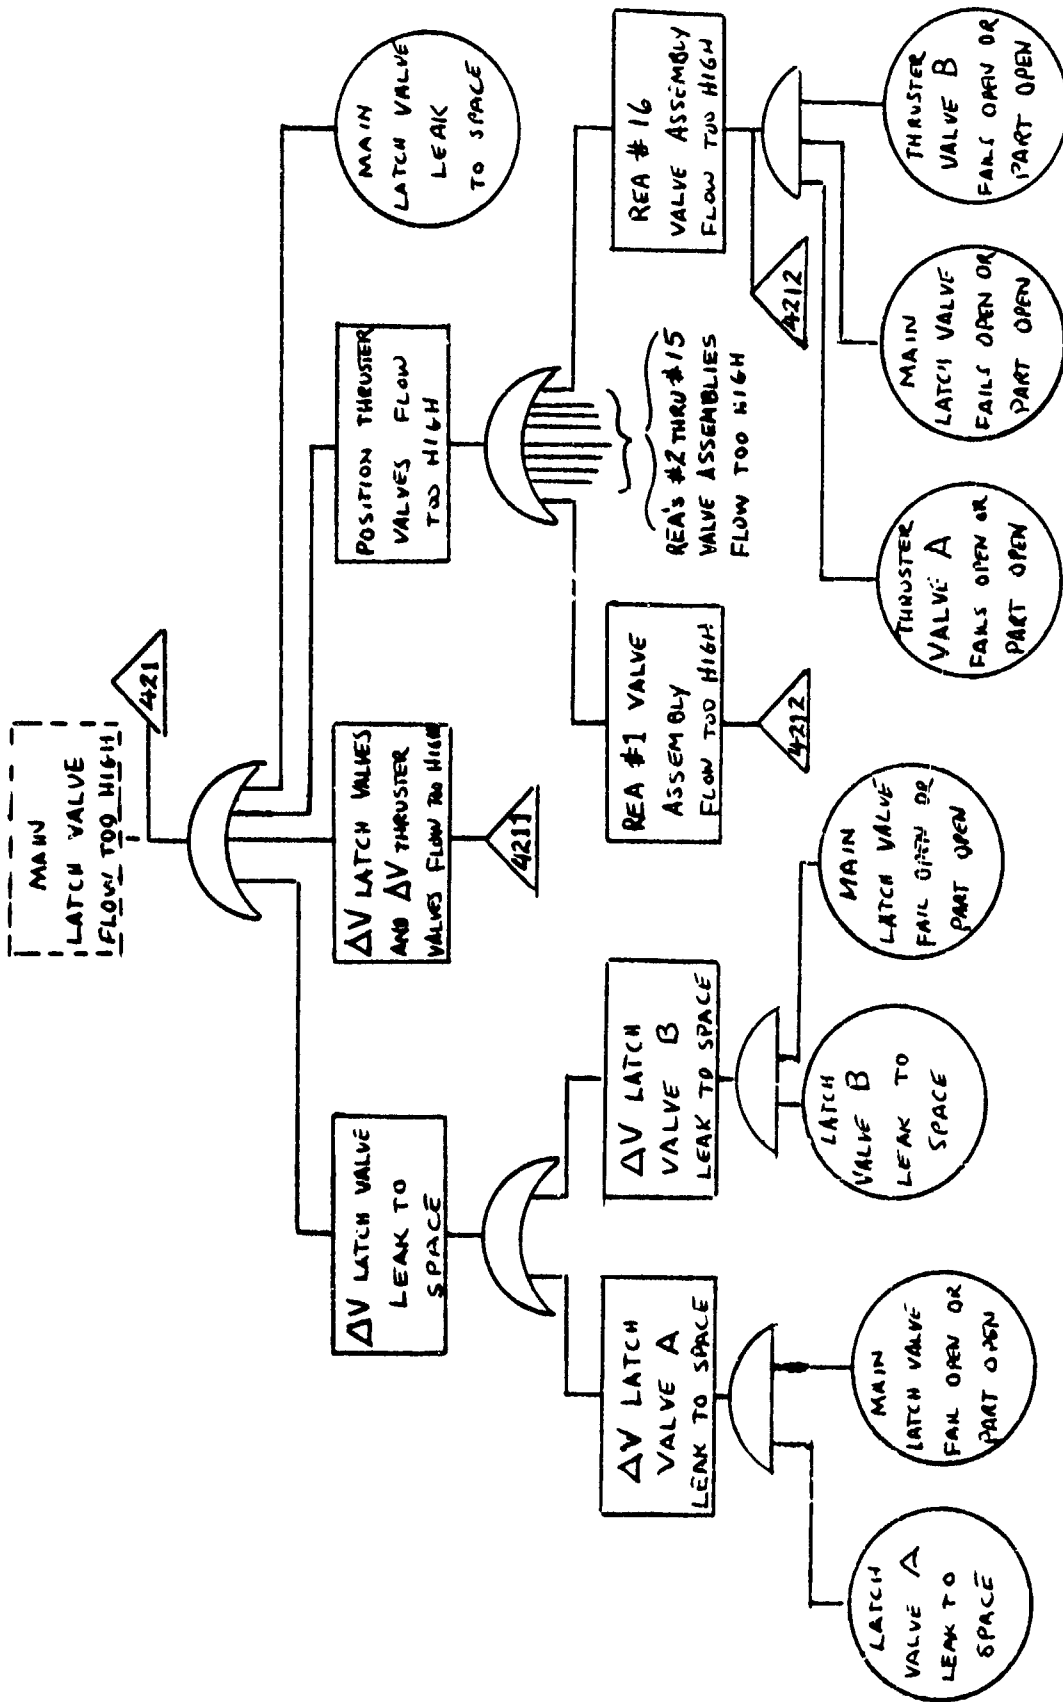 MAIN
LATCH VALVE
FLOW TOO HIGH
421
ΔV LATCH VALVE
LEAK TO
SPACE
ΔV LATCH VALVES
AND ΔV THRUSTER
VALVES FLOW TOO HIGH
4211
POSITION THRUSTER
VALVES FLOW
TOO HIGH
MAIN
LATCH VALVE
LEAK
TO SPACE
ΔV LATCH
VALVE A
LEAK TO SPACE
ΔV LATCH
VALVE B
LEAK TO SPACE
REA #1 VALVE
ASSEMBLY
FLOW TOO HIGH
4212
REA's #2 THRU #15
VALVE ASSEMBLIES
FLOW TOO HIGH
REA #16
VALVE ASSEMBLY
FLOW TOO HIGH
4212
LATCH
VALVE A
LEAK TO
SPACE
MAIN
LATCH VALVE
FAIL OPEN OR
PART OPEN
LATCH
VALVE B
LEAK TO
SPACE
MAIN
LATCH VALVE
FAIL OPEN OR
PART OPEN
THRUSTER
VALVE A
FAILS OPEN OR
PART OPEN
MAIN
LATCH VALVE
FAILS OPEN OR
PART OPEN
THRUSTER
VALVE B
FAILS OPEN OR
PART OPEN